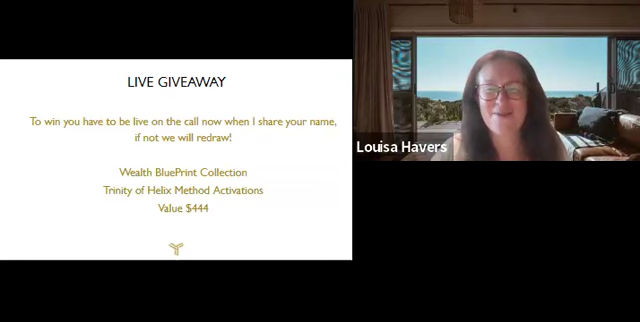 LIVE GIVEAWAY
To win you have to be live on the call now when I share your name,
if not we will redraw!
Wealth BluePrint Collection
Trinity of Helix Method Activations
Value $444
Louisa Havers